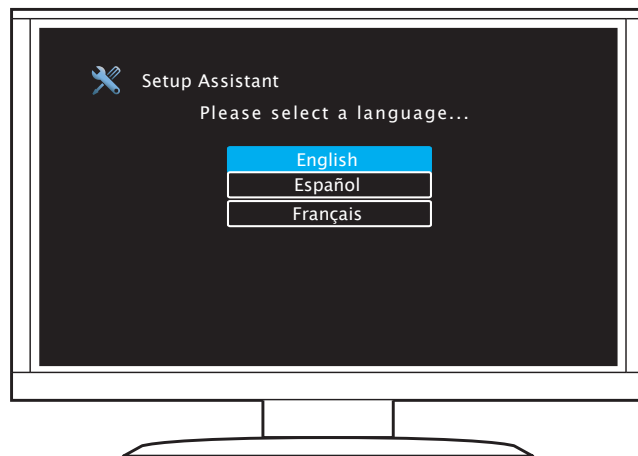 Setup Assistant
Please select a language...
English
Español
Français